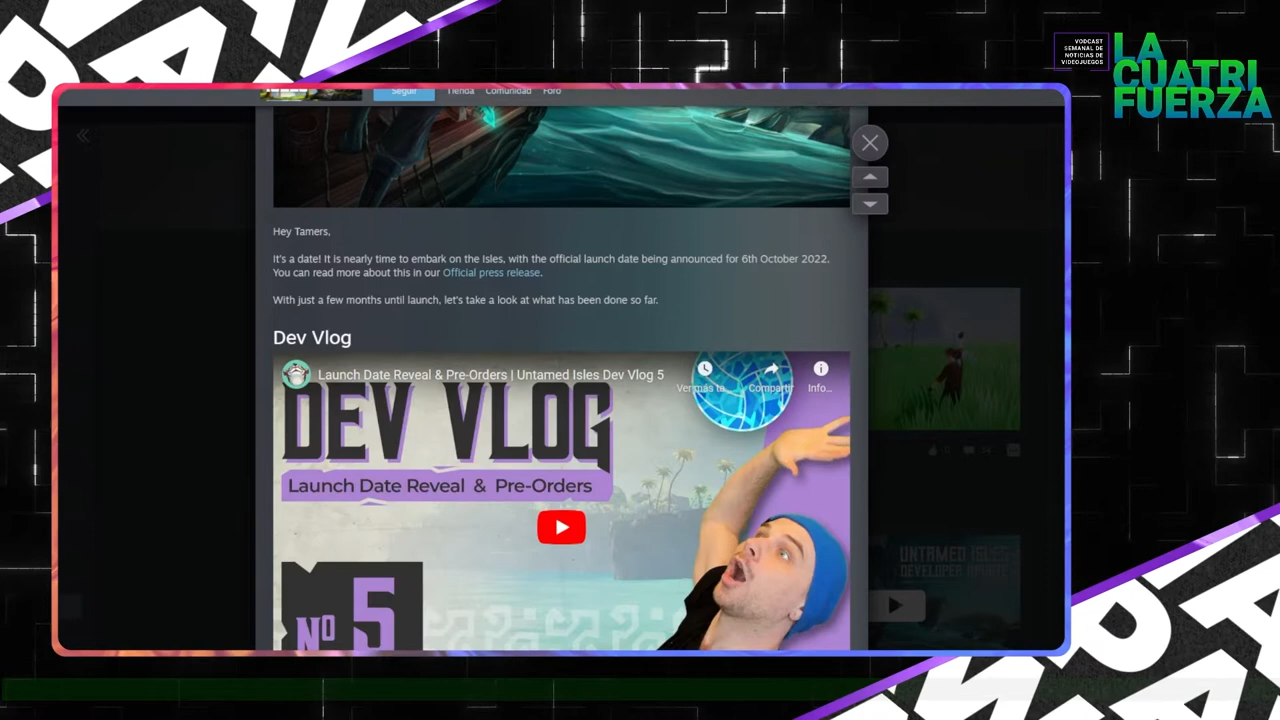 VODCAST
SEMANAL DE
NOTICIAS DE
VIDEOJUEGOS
LA
CUATRI
FUERZA
Seguir Tienda Comunidad Foro
Hey Tamers,
It's a date! It is nearly time to embark on the Isles, with the official launch date being announced for 6th October 2022.
You can read more about this in our Official press release.
With just a few months until launch, let's take a look at what has been done so far.
Dev Vlog
Launch Date Reveal & Pre-Orders | Untamed Isles Dev Vlog 5
Ver más ta... Compartir Info...
DEV VLOG
Launch Date Reveal & Pre-Orders
Nº 5
UNTAMED ISLES
DEVELOPER UPDATE